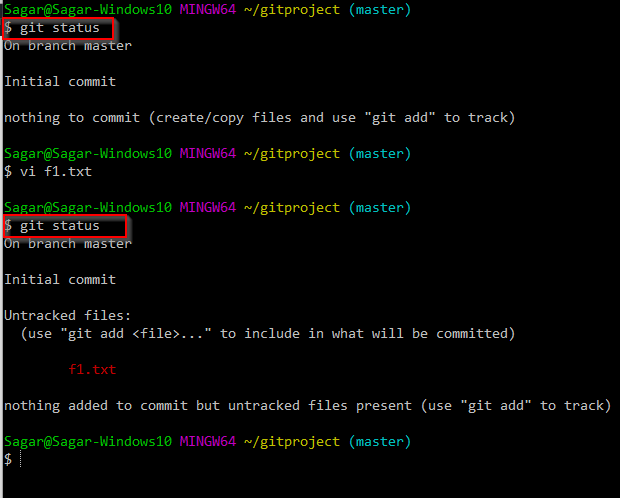 Sagar@Sagar-Windows10 MINGW64 ~/gitproject (master)
$ git status
On branch master
Initial commit
nothing to commit (create/copy files and use "git add" to track)
Sagar@Sagar-Windows10 MINGW64 ~/gitproject (master)
$ vi f1.txt
Sagar@Sagar-Windows10 MINGW64 ~/gitproject (master)
$ git status
On branch master
Initial commit
Untracked files:
(use "git add <file>..." to include in what will be committed)
f1.txt
nothing added to commit but untracked files present (use "git add" to track)
Sagar@Sagar-Windows10 MINGW64 ~/gitproject (master)
$